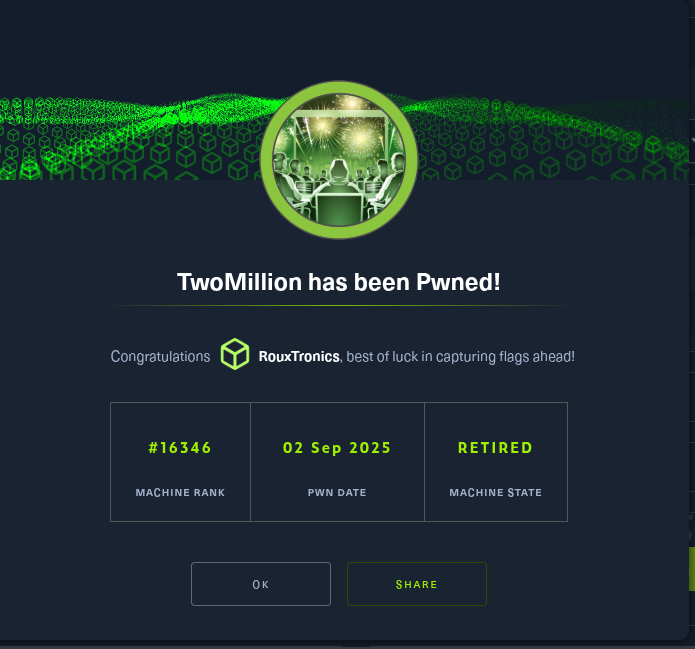 TwoMillion has been Pwned!
Congratulations RouxTronics, best of luck in capturing flags ahead!
#16346 02 Sep 2025 RETIRED
MACHINE RANK PWN DATE MACHINE STATE
OK SHARE